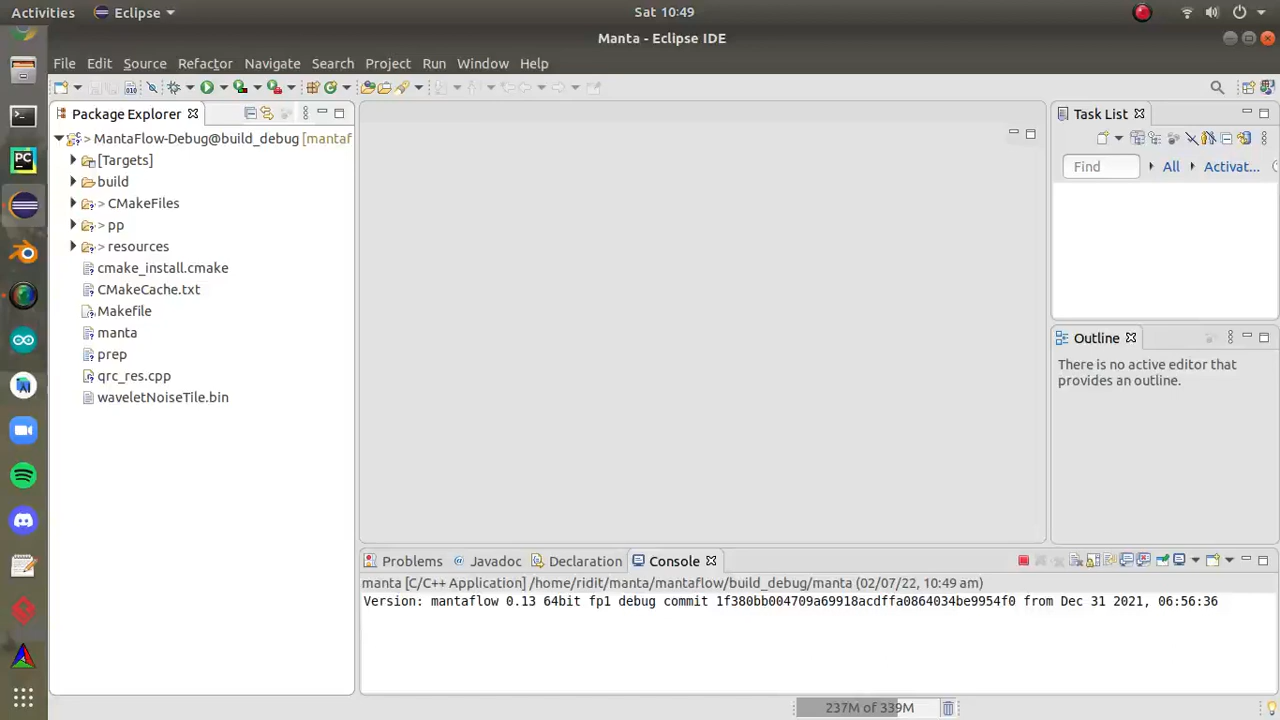 Activities Eclipse Sat 10:49
Manta - Eclipse IDE
File Edit Source Refactor Navigate Search Project Run Window Help
Package Explorer
Task List
> MantaFlow-Debug@build_debug [mantaf
[Targets]
build
> CMakeFiles
> pp
> resources
cmake_install.cmake
CMakeCache.txt
Makefile
manta
prep
qrc_res.cpp
waveletNoiseTile.bin
Find All Activat...
Outline
There is no active editor that
provides an outline.
Problems Javadoc Declaration Console
manta [C/C++ Application] /home/ridit/manta/mantaflow/build_debug/manta (02/07/22, 10:49 am)
Version: mantaflow 0.13 64bit fp1 debug commit 1f380bb004709a69918acdffa0864034be9954f0 from Dec 31 2021, 06:56:36
237M of 339M
PC